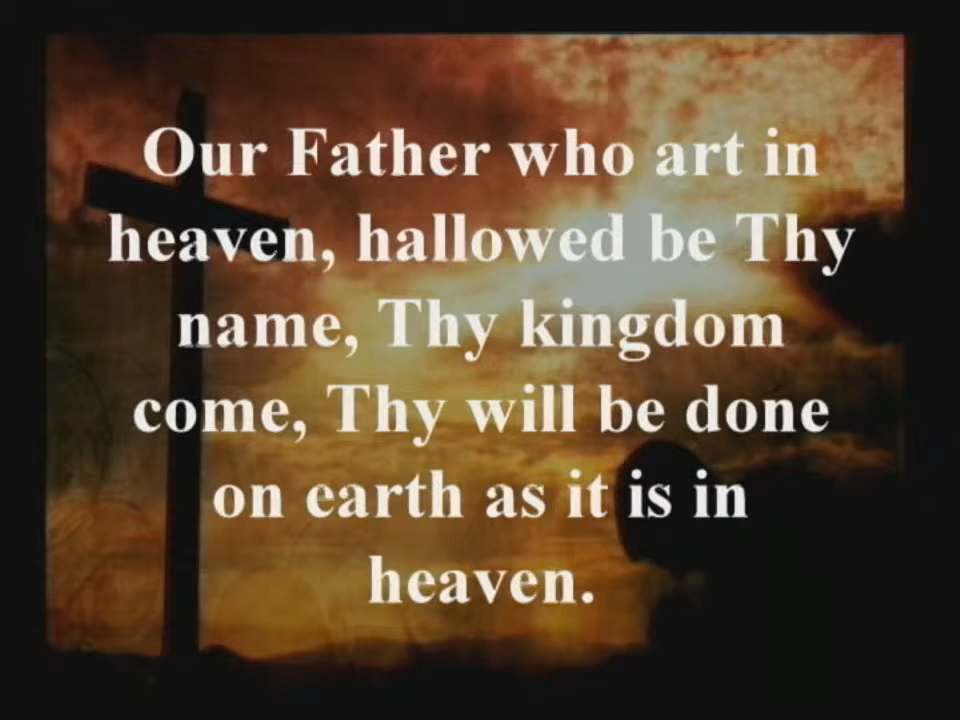 Our Father who art in
heaven, hallowed be Thy
name, Thy kingdom
come, Thy will be done
on earth as it is in
heaven.